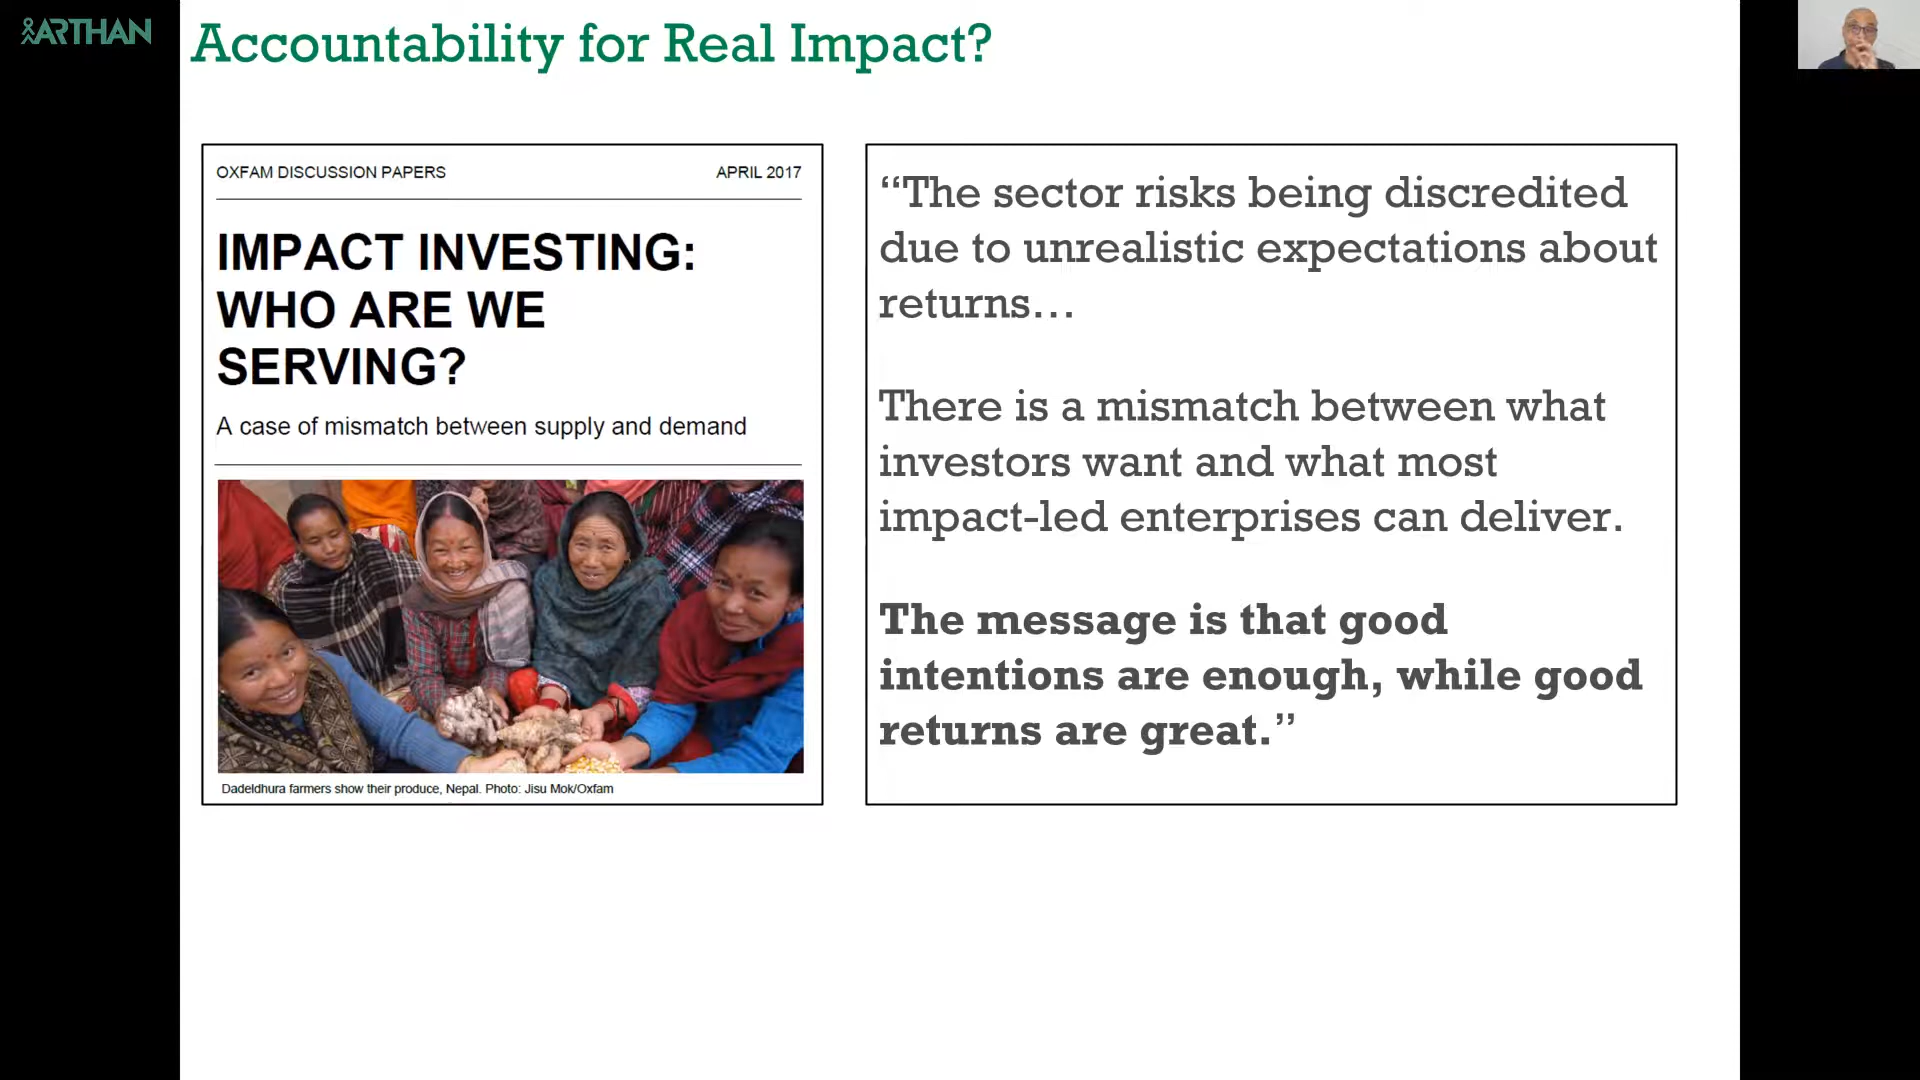 ARTHAN
Accountability for Real Impact?
OXFAM DISCUSSION PAPERS
APRIL 2017
IMPACT INVESTING:
WHO ARE WE
SERVING?
A case of mismatch between supply and demand
Dadeldhura farmers show their produce, Nepal. Photo: Jisu Mok/Oxfam
“The sector risks being discredited
due to unrealistic expectations about
returns…
There is a mismatch between what
investors want and what most
impact-led enterprises can deliver.
The message is that good
intentions are enough, while good
returns are great.”